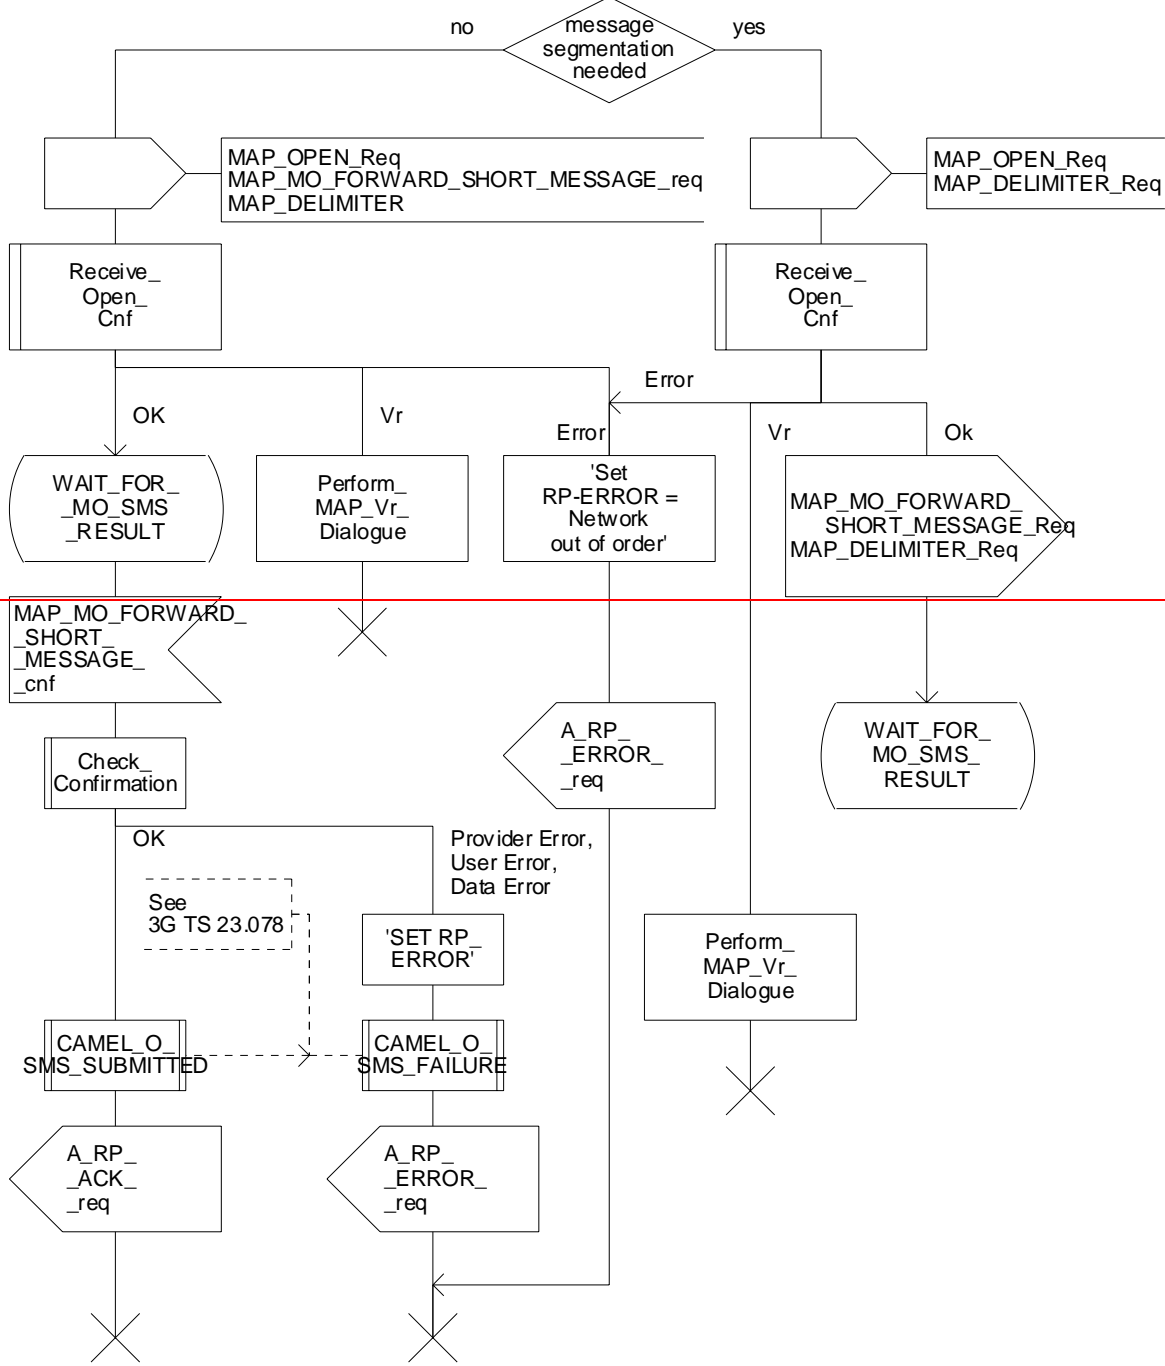 no
message
segmentation
needed
yes
MAP_OPEN_Req
MAP_MO_FORWARD_SHORT_MESSAGE_req
MAP_DELIMITER
MAP_OPEN_Req
MAP_DELIMITER_Req
Receive_
Open_
Cnf
Receive_
Open_
Cnf
Error
OK
Vr
Error
Vr
Ok
WAIT_FOR_
_MO_SMS
_RESULT
Perform_
MAP_Vr_
Dialogue
'Set
RP-ERROR =
Network
out of order'
MAP_MO_FORWARD_
SHORT_MESSAGE_Req
MAP_DELIMITER_Req
MAP_MO_FORWARD_
_SHORT_
_MESSAGE_
_cnf
A_RP_
_ERROR_
_req
WAIT_FOR_
MO_SMS_
RESULT
Check_
Confirmation
OK
Provider Error,
User Error,
Data Error
See
3G TS 23.078
'SET RP_
ERROR'
Perform_
MAP_Vr_
Dialogue
CAMEL_O_
SMS_SUBMITTED
CAMEL_O_
SMS_FAILURE
A_RP_
_ACK_
_req
A_RP_
_ERROR_
_req